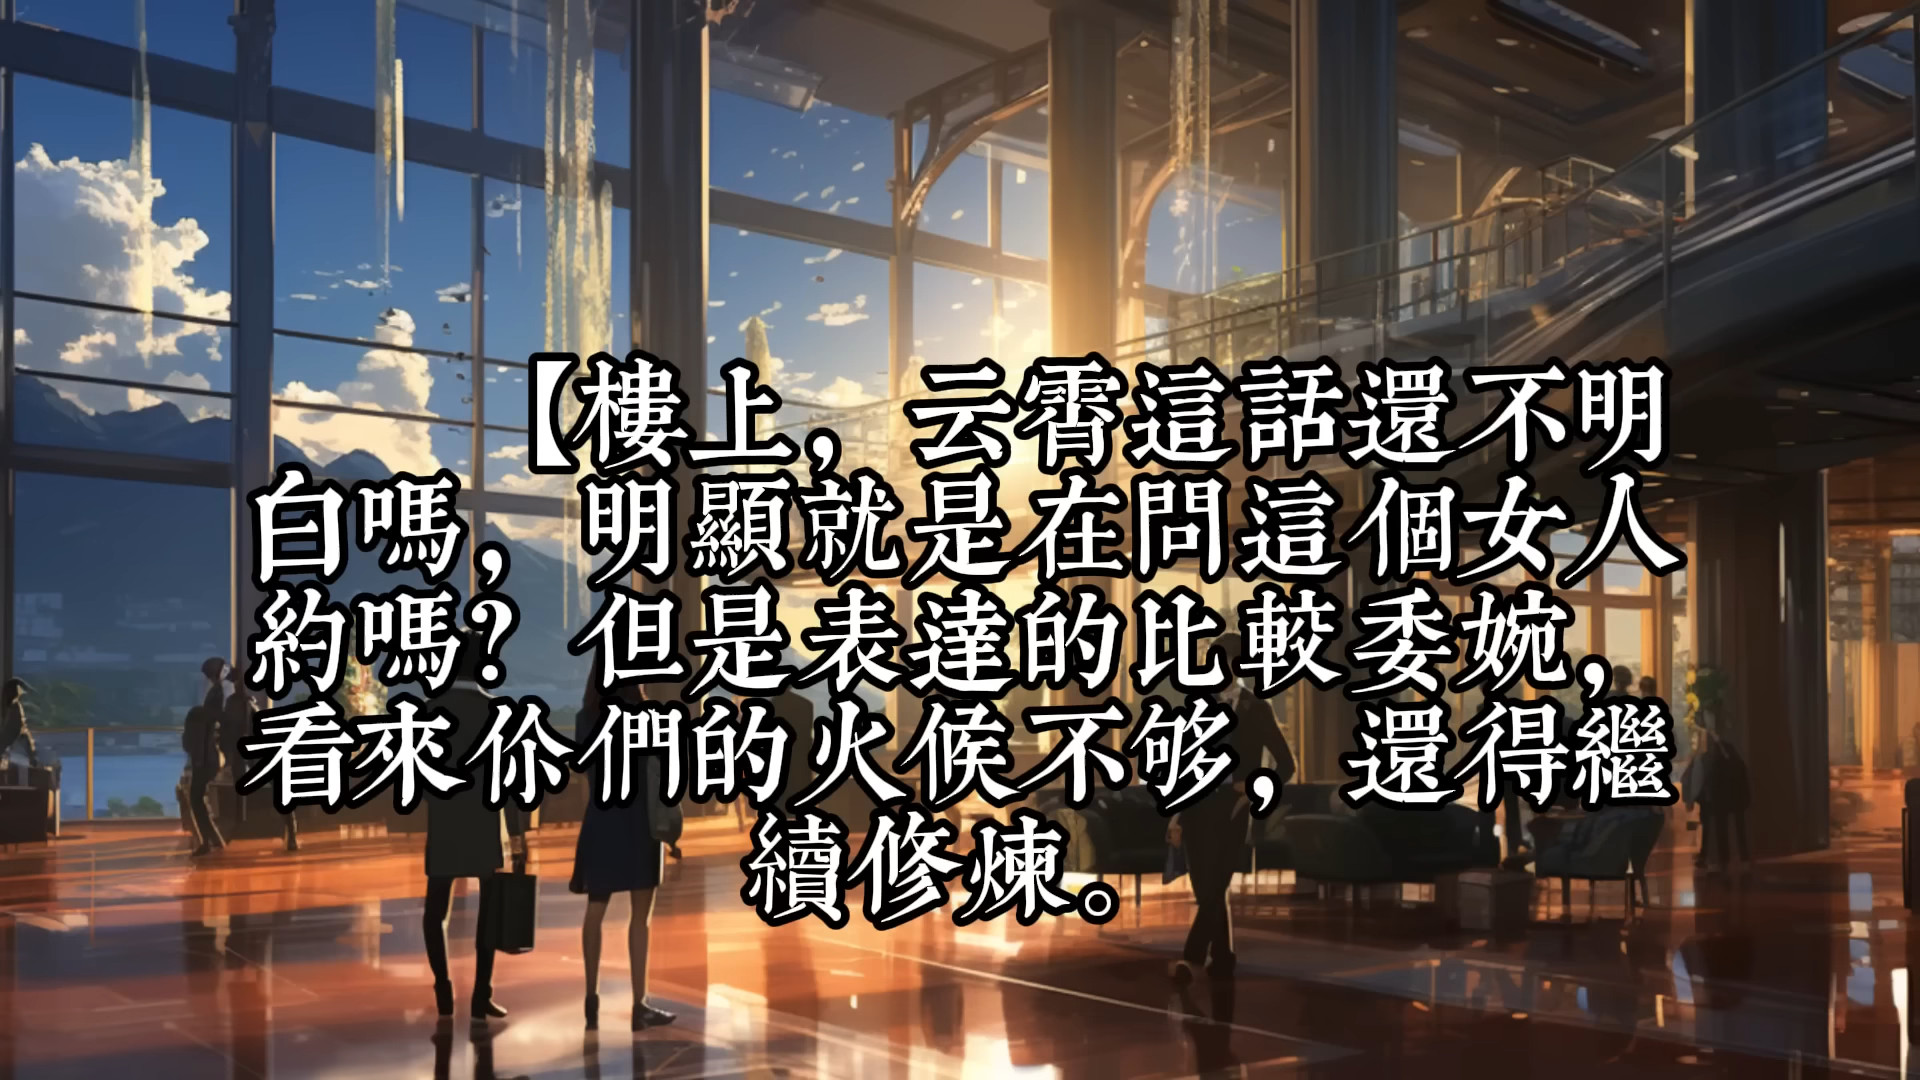 【樓上，云霄這話還不明
白嗎，明顯就是在問這個女人
約嗎？但是表達的比較委婉，
看來伱們的火候不够，還得繼
續修煉。